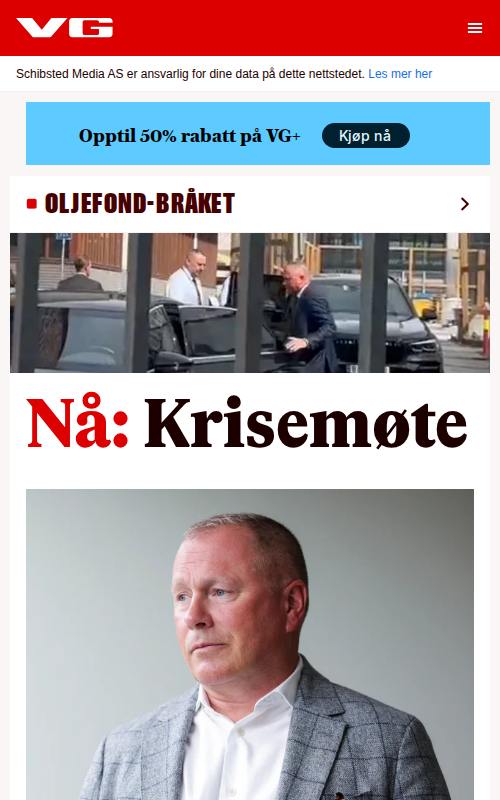 VG
Schibsted Media AS er ansvarlig for dine data på dette nettstedet. Les mer her
Opptil 50% rabatt på VG+ Kjøp nå
OLJEFOND-BRÅKET
Nå: Krisemøte